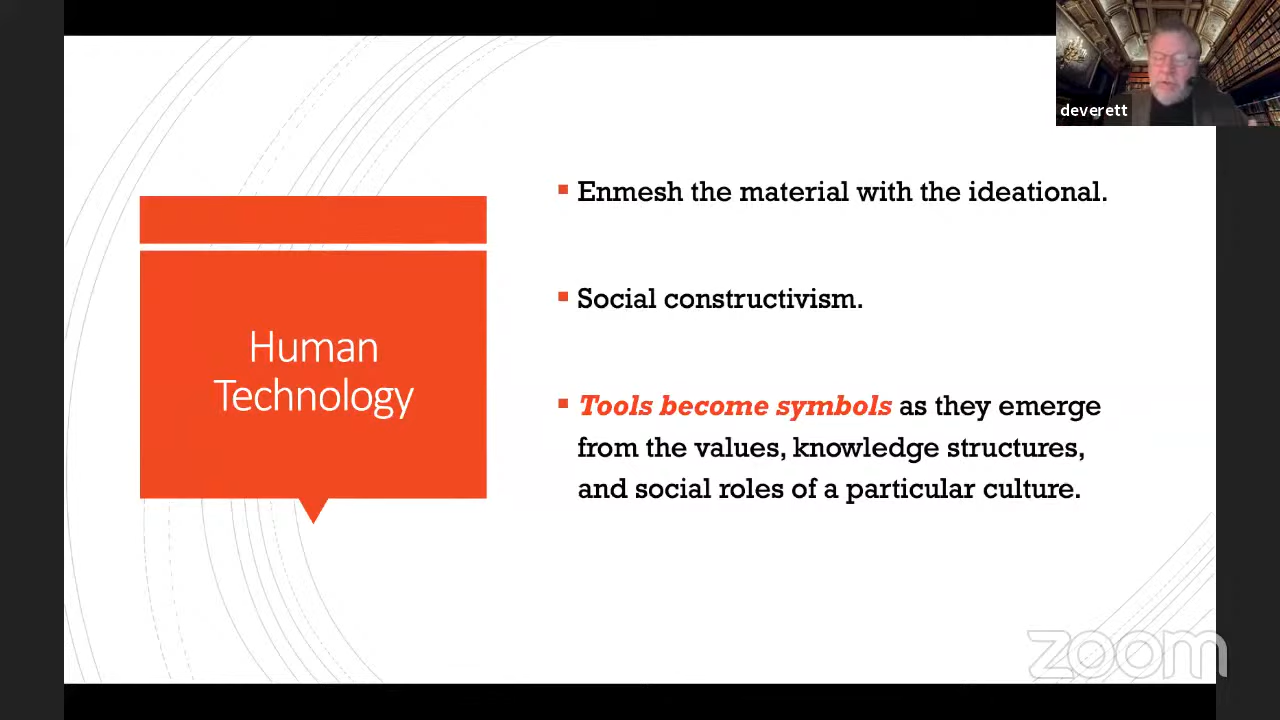 deverett
Human
Technology
Enmesh the material with the ideational.
Social constructivism.
Tools become symbols as they emerge
from the values, knowledge structures,
and social roles of a particular culture.
zoom